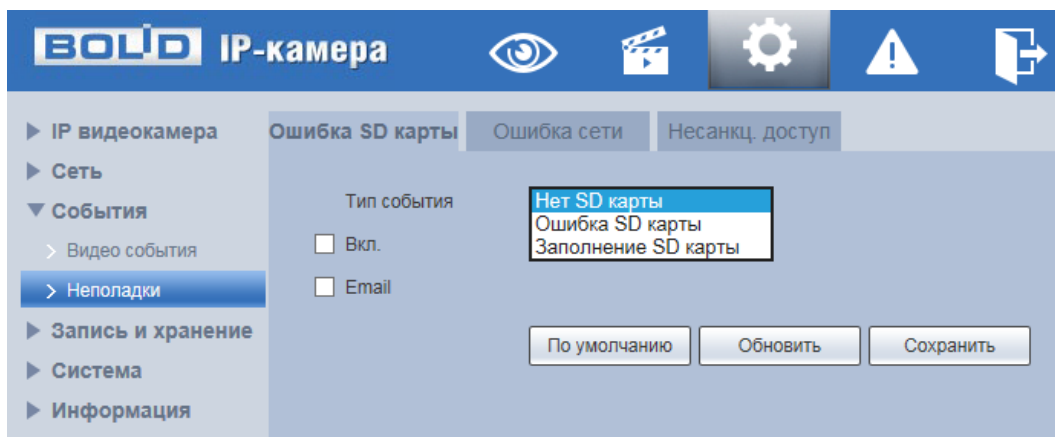 BOLID IP-камера
IP видеокамера
Сеть
События
Видео события
Неполадки
Запись и хранение
Система
Информация
Ошибка SD карты Ошибка сети Несанкц. доступ
Тип события Нет SD карты
Ошибка SD карты
Заполнение SD карты
Вкл.
Email
По умолчанию Обновить Сохранить